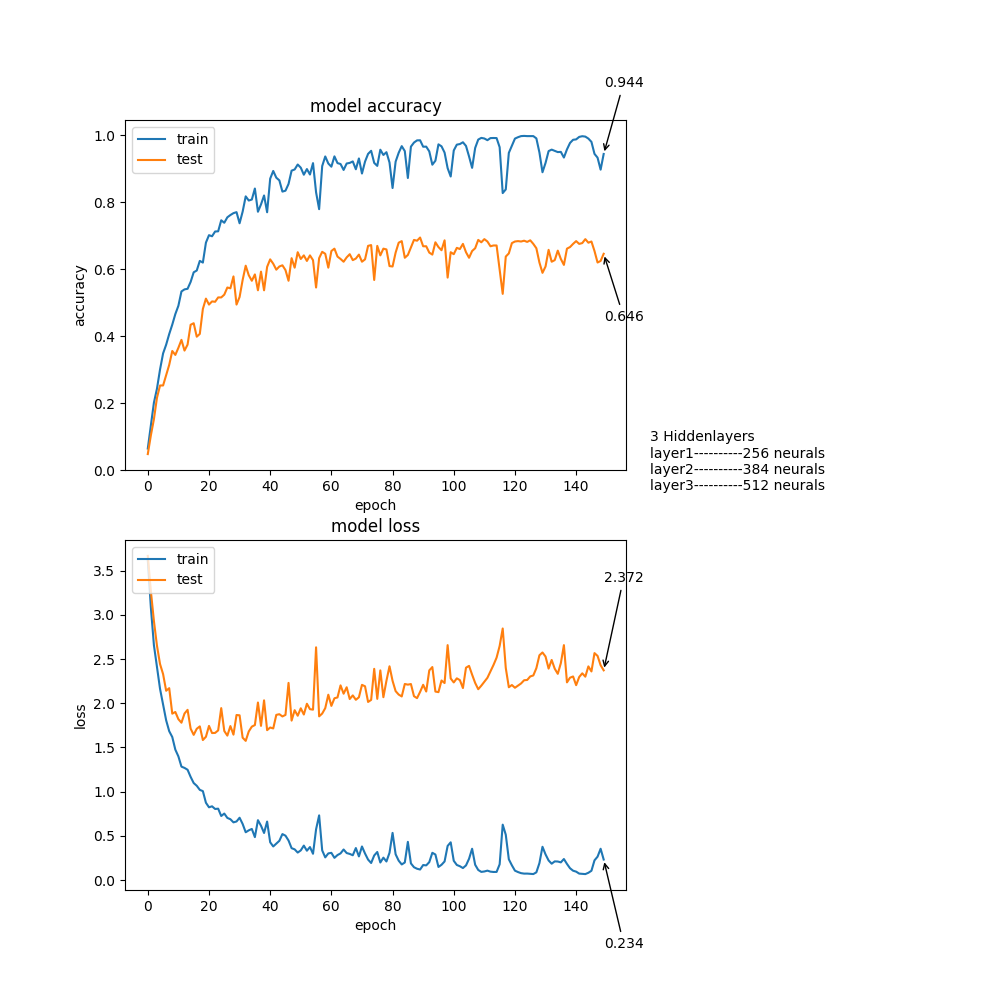 0.944
model accuracy
1.0
0.8
0.6
0.4
0.2
0.0
accuracy
train
test
0.646
0 20 40 60 80 100 120 140
epoch
3 Hiddenlayers
layer1----------256 neurals
layer2----------384 neurals
layer3----------512 neurals
model loss
3.5
3.0
2.5
2.0
1.5
1.0
0.5
0.0
loss
train
test
2.372
0 20 40 60 80 100 120 140
epoch
0.234